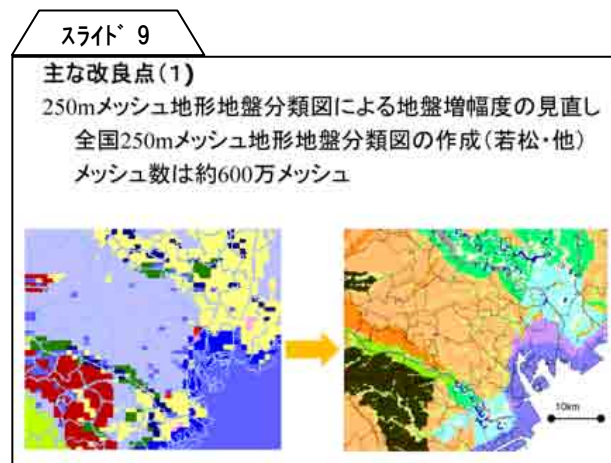 スライド 9
主な改良点(1)
250mメッシュ地形地盤分類図による地盤増幅度の見直し
全国250mメッシュ地形地盤分類図の作成(若松・他)
メッシュ数は約600万メッシュ
10km